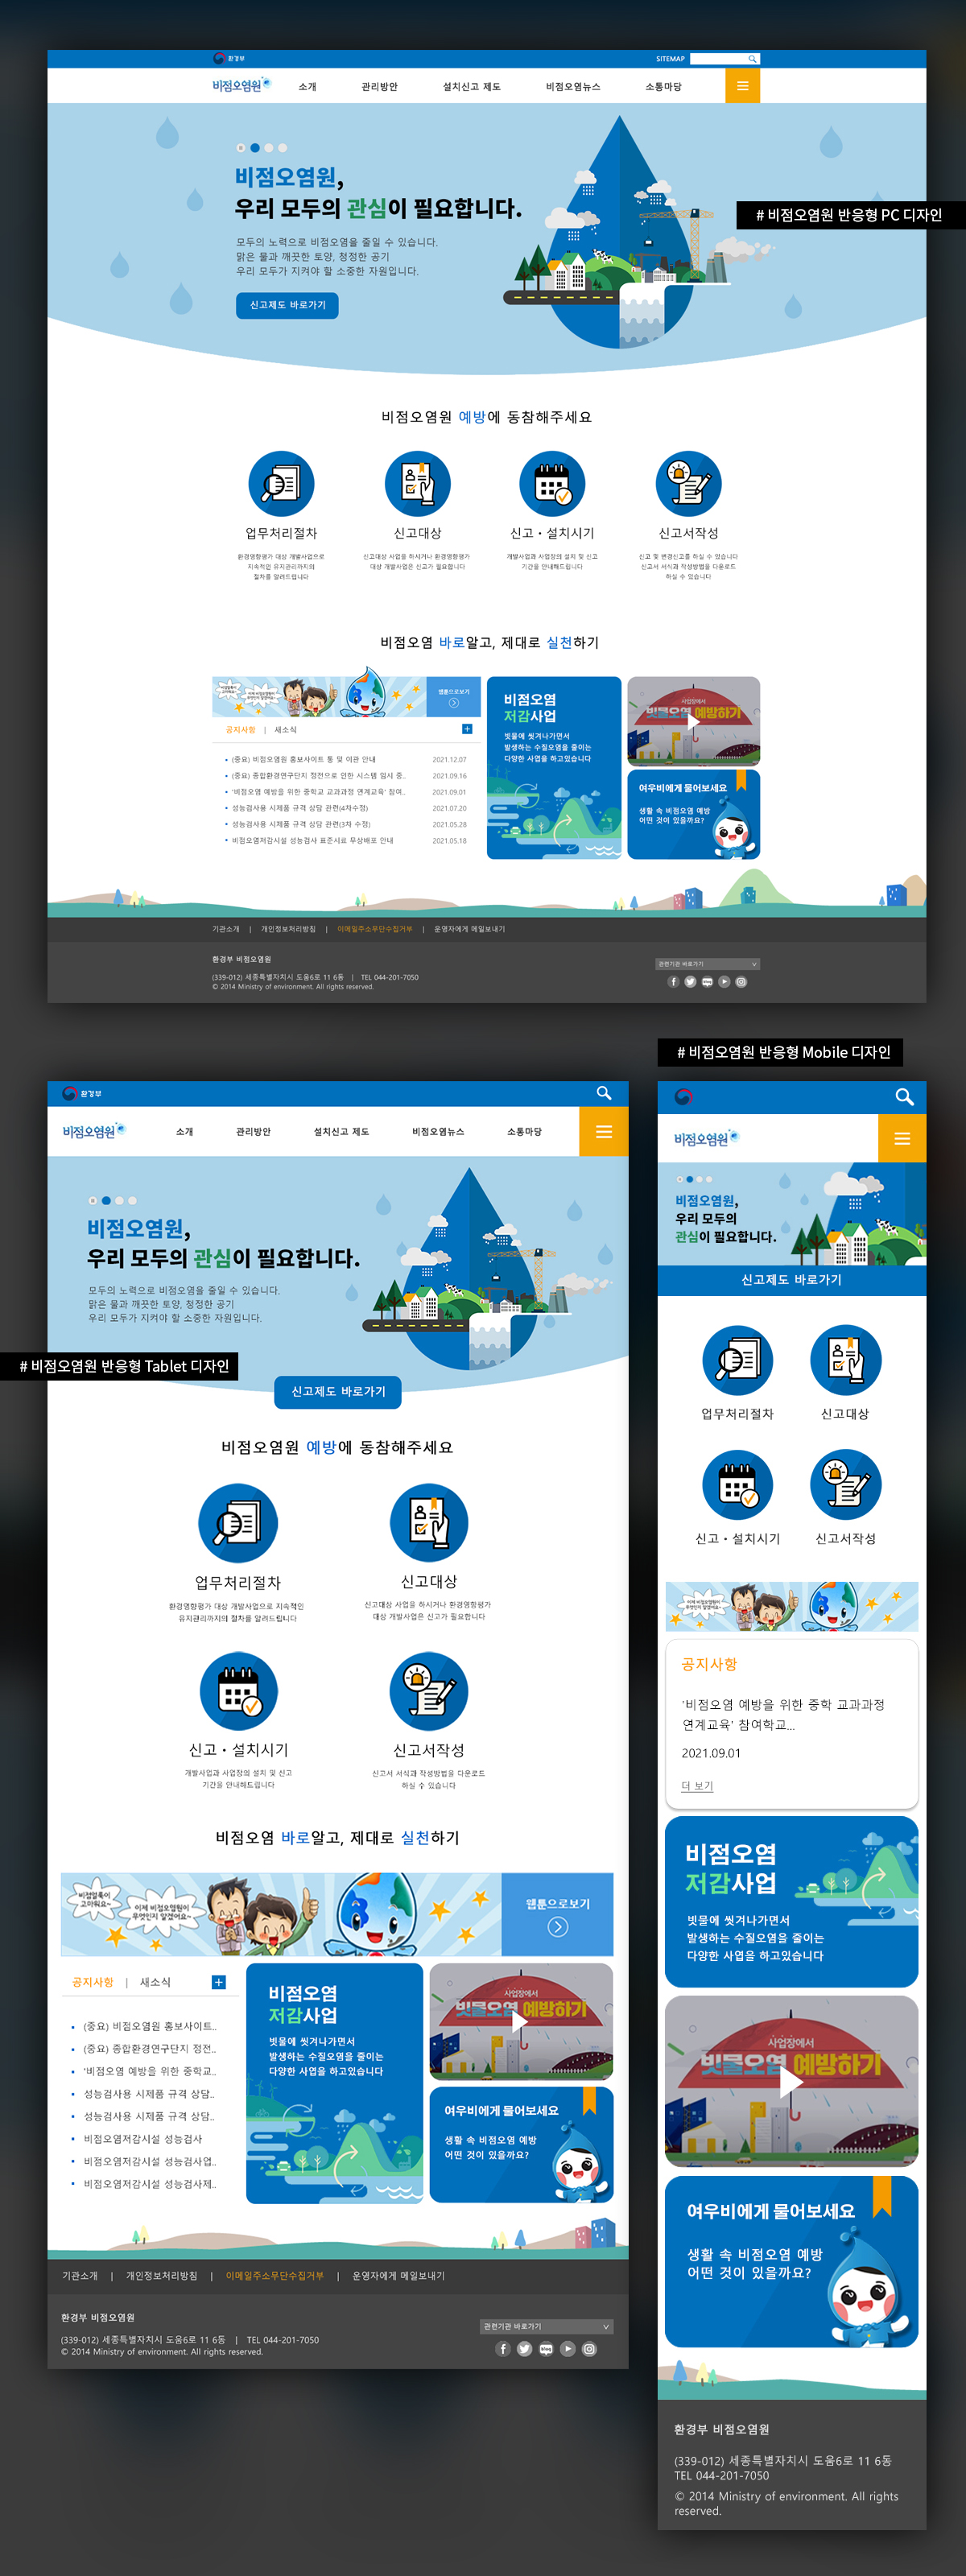 환경부
SITEMAP
비점오염원
소개
관리방안
설치신고 제도
비점오염뉴스
소통마당
비점오염원,
우리 모두의 관심이 필요합니다.
모두의 노력으로 비점오염을 줄일 수 있습니다.
맑은 물과 깨끗한 토양, 청정한 공기
우리 모두가 지켜야 할 소중한 자원입니다.
신고제도 바로가기
# 비점오염원 반응형 PC 디자인
비점오염원 예방에 동참해주세요
업무처리절차
환경영향평가 대상 개발사업으로
지속적인 유지관리까지의
절차를 알려드립니다
신고대상
신고대상 사업을 하시거나 환경영향평가
대상 개발사업은 신고가 필요합니다
신고・설치시기
개발사업과 사업장의 설치 및 신고
기간을 안내해드립니다
신고서작성
신고 및 변경신고를 하실 수 있습니다
신고서 서식과 작성방법을 다운로드
하실 수 있습니다
비점오염 바로알고, 제대로 실천하기
웹툰으로보기
공지사항 | 새소식
(중요) 비점오염원 홍보사이트 통 및 이관 안내 2021.12.07
(중요) 종합환경연구단지 정전으로 인한 시스템 일시 중.. 2021.09.16
'비점오염 예방을 위한 중학교 교과과정 연계교육' 참여.. 2021.09.01
성능검사용 시제품 규격 상담 관련(4차수정) 2021.07.20
성능검사용 시제품 규격 상담 관련(3차 수정) 2021.05.28
비점오염저감시설 성능검사 표준시료 무상배포 안내 2021.05.18
비점오염
저감사업
빗물에 씻겨나가면서
발생하는 수질오염을 줄이는
다양한 사업을 하고있습니다
사업장에서
빗물오염 예방하기
여우비에게 물어보세요
생활 속 비점오염 예방
어떤 것이 있을까요?
기관소개 | 개인정보처리방침 | 이메일주소무단수집거부 | 운영자에게 메일보내기
환경부 비점오염원
(339-012) 세종특별자치시 도움6로 11 6동 | TEL 044-201-7050
© 2014 Ministry of environment. All rights reserved.
관련기관 바로가기
# 비점오염원 반응형 Mobile 디자인
환경부
비점오염원
소개
관리방안
설치신고 제도
비점오염뉴스
소통마당
비점오염원,
우리 모두의 관심이 필요합니다.
모두의 노력으로 비점오염을 줄일 수 있습니다.
맑은 물과 깨끗한 토양, 청정한 공기
우리 모두가 지켜야 할 소중한 자원입니다.
# 비점오염원 반응형 Tablet 디자인
신고제도 바로가기
비점오염원 예방에 동참해주세요
업무처리절차
환경영향평가 대상 개발사업으로 지속적인
유지관리까지의 절차를 알려드립니다
신고대상
신고대상 사업을 하시거나 환경영향평가
대상 개발사업은 신고가 필요합니다
신고・설치시기
개발사업과 사업장의 설치 및 신고
기간을 안내해드립니다
신고서작성
신고서 서식과 작성방법을 다운로드
하실 수 있습니다
비점오염 바로알고, 제대로 실천하기
비점얼룩이
고마워요~
이제 비점오염원이
무엇인지 알겠어요~
웹툰으로보기
공지사항 | 새소식
(중요) 비점오염원 홍보사이트..
(중요) 종합환경연구단지 정전..
'비점오염 예방을 위한 중학교..
성능검사용 시제품 규격 상담..
성능검사용 시제품 규격 상담..
비점오염저감시설 성능검사
비점오염저감시설 성능검사업..
비점오염저감시설 성능검사제..
비점오염
저감사업
빗물에 씻겨나가면서
발생하는 수질오염을 줄이는
다양한 사업을 하고있습니다
사업장에서
빗물오염 예방하기
여우비에게 물어보세요
생활 속 비점오염 예방
어떤 것이 있을까요?
기관소개 | 개인정보처리방침 | 이메일주소무단수집거부 | 운영자에게 메일보내기
환경부 비점오염원
(339-012) 세종특별자치시 도움6로 11 6동 | TEL 044-201-7050
© 2014 Ministry of environment. All rights reserved.
관련기관 바로가기
비점오염원
비점오염원,
우리 모두의
관심이 필요합니다.
신고제도 바로가기
업무처리절차
신고대상
신고・설치시기
신고서작성
이제 비점오염원이
무엇인지 알겠어요~
공지사항
'비점오염 예방을 위한 중학 교과과정
연계교육' 참여학교...
2021.09.01
더 보기
비점오염
저감사업
빗물에 씻겨나가면서
발생하는 수질오염을 줄이는
다양한 사업을 하고있습니다
사업장에서
빗물오염 예방하기
여우비에게 물어보세요
생활 속 비점오염 예방
어떤 것이 있을까요?
환경부 비점오염원
(339-012) 세종특별자치시 도움6로 11 6동
TEL 044-201-7050
© 2014 Ministry of environment. All rights
reserved.